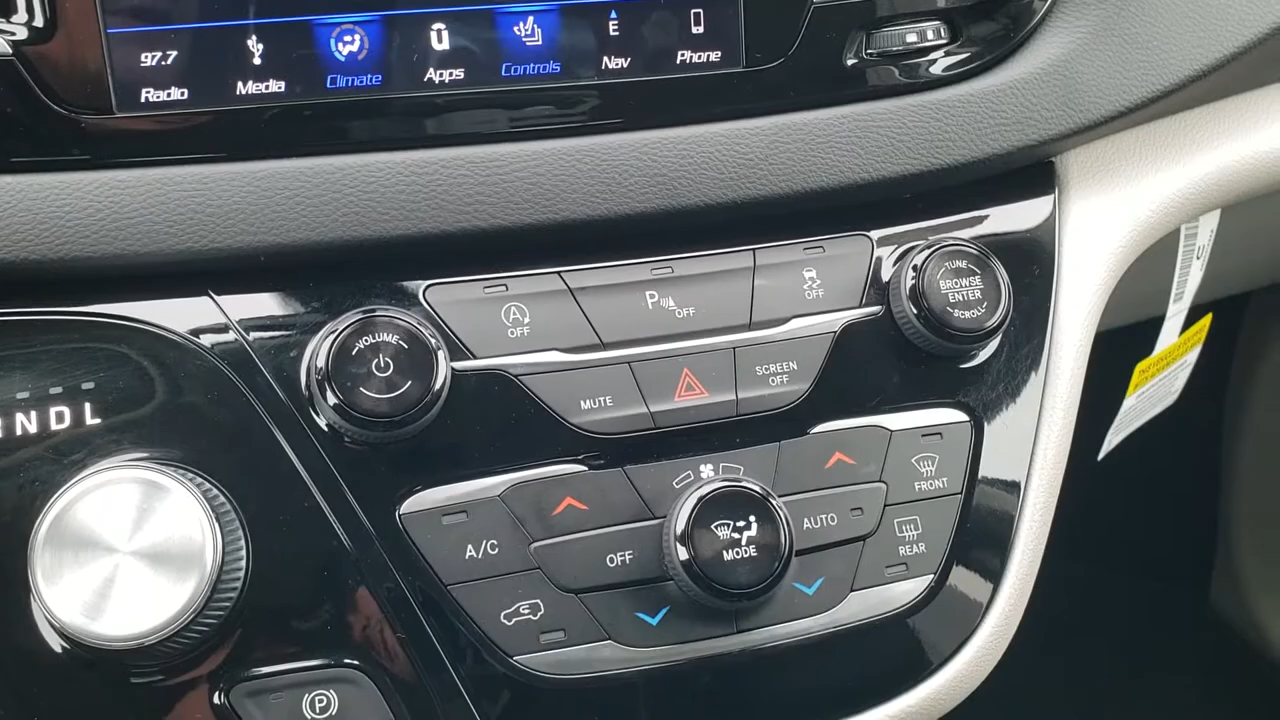 97.7
Radio
Media
Climate
Apps
Controls
E
Nav
Phone
VOLUME
A
OFF
P
OFF
OFF
TUNE
BROWSE
ENTER
SCROLL
MUTE
SCREEN
OFF
NDL
A/C
OFF
MODE
AUTO
FRONT
REAR
P